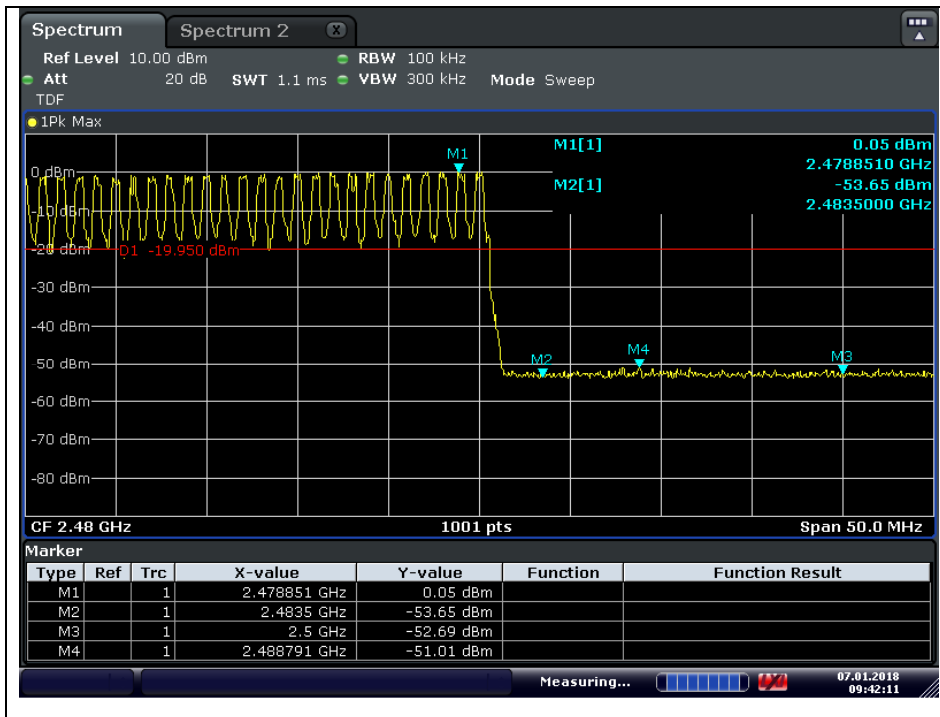 Spectrum Spectrum 2 X
Ref Level 10.00 dBm RBW 100 kHz
Att 20 dB SWT 1.1 ms VBW 300 kHz Mode Sweep
TDF
1Pk Max
M1[1] 0.05 dBm
2.4788510 GHz
M2[1] -53.65 dBm
2.4835000 GHz
M1
0 dBm
-10 dBm
-20 dBm
D1 -19.950 dBm
-30 dBm
-40 dBm
-50 dBm
M2 M4 M3
-60 dBm
-70 dBm
-80 dBm
CF 2.48 GHz 1001 pts Span 50.0 MHz
Marker
Type Ref Trc X-value Y-value Function Function Result
M1 1 2.478851 GHz 0.05 dBm
M2 1 2.4835 GHz -53.65 dBm
M3 1 2.5 GHz -52.69 dBm
M4 1 2.488791 GHz -51.01 dBm
Measuring... 07.01.2018
09:42:11